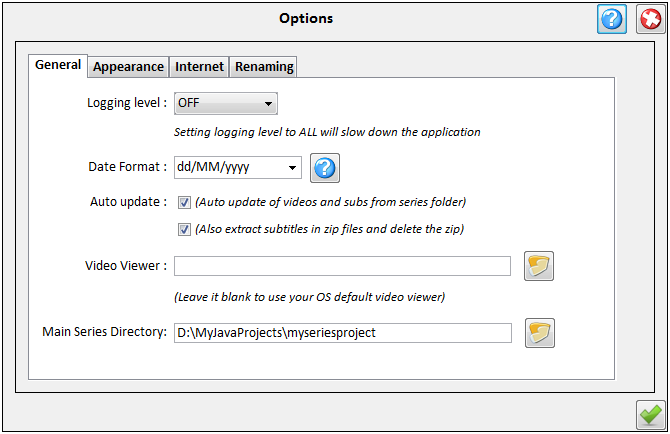 Options
General Appearance Internet Renaming
Logging level : OFF
Setting logging level to ALL will slow down the application
Date Format : dd/MM/yyyy
Auto update : (Auto update of videos and subs from series folder)
(Also extract subtitles in zip files and delete the zip)
Video Viewer :
(Leave it blank to use your OS default video viewer)
Main Series Directory: D:\MyJavaProjects\myseriesproject